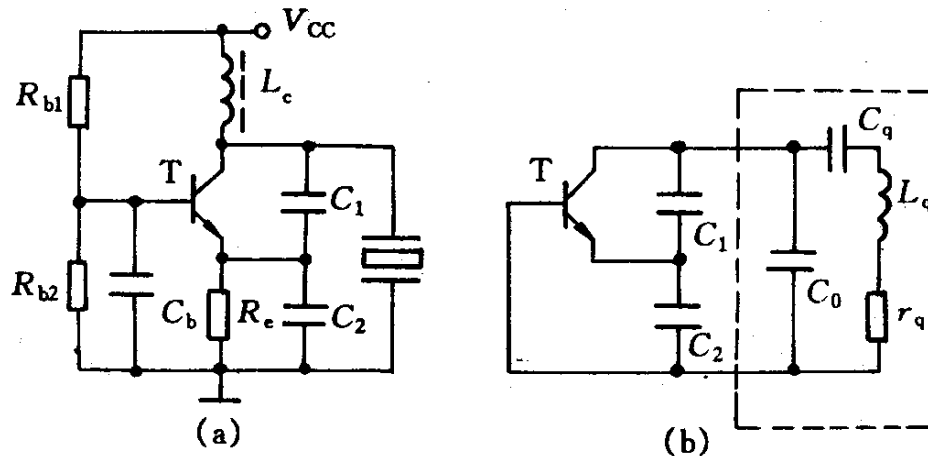 V_CC
R_b1
L_c
T
C_1
R_b2
C_b
R_e
C_2
(a)
C_q
T
L_q
C_1
C_0
r_q
C_2
(b)